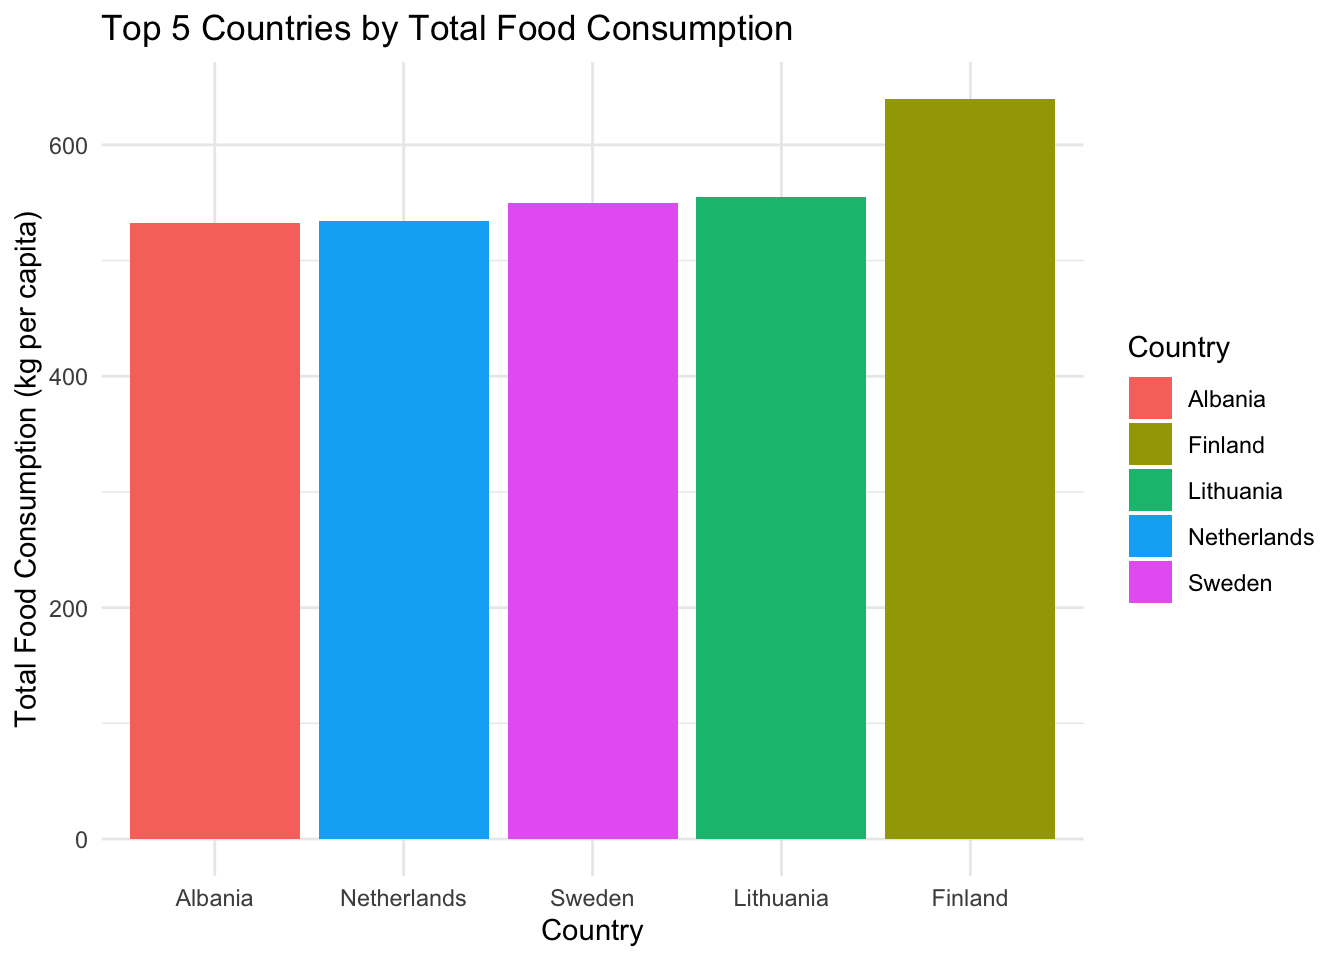 Top 5 Countries by Total Food Consumption
Total Food Consumption (kg per capita)
600
400
200
0
Albania
Netherlands
Sweden
Lithuania
Finland
Country
Country
Albania
Finland
Lithuania
Netherlands
Sweden